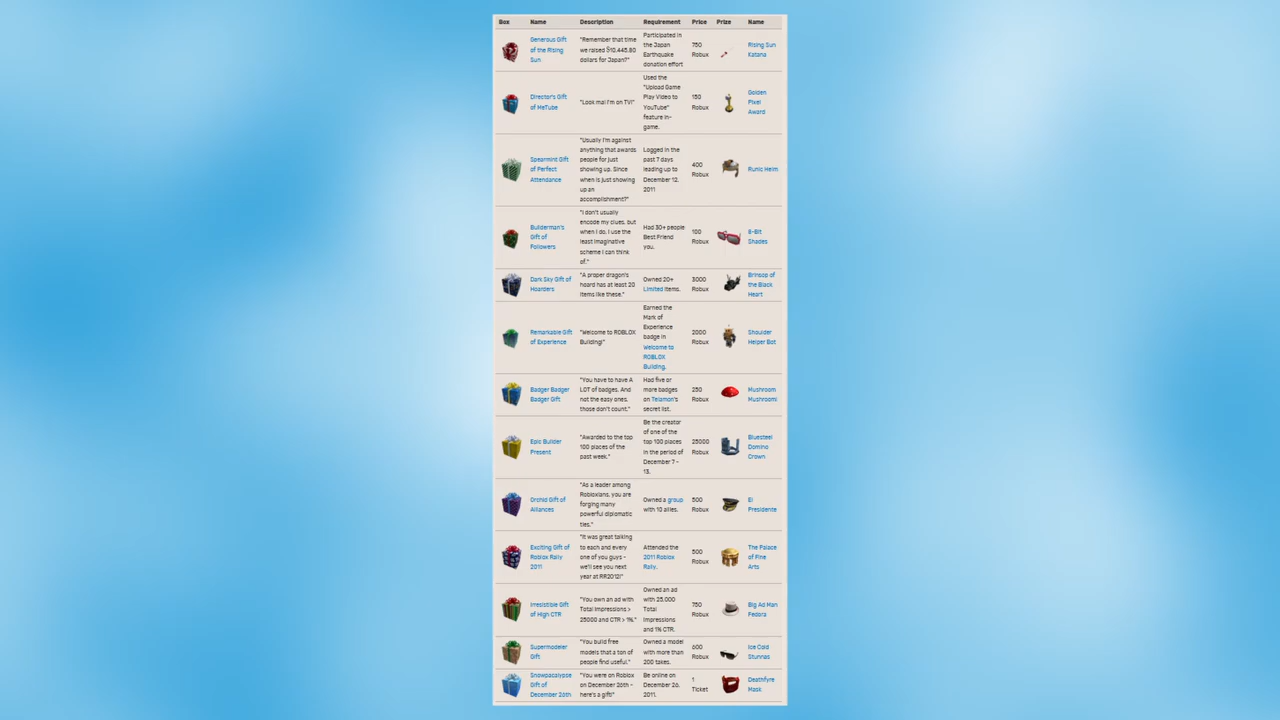 Box Name Description Requirement Price Prize Name
Generous Gift of the Rising Sun "Remember that time we raised $10,445.80 dollars for Japan?" Participated in the Japan Earthquake donation effort 750 Robux Rising Sun Katana
Director's Gift of MeTube "Look ma! I'm on TV!" Used the "Upload Game Play Video to YouTube" feature in-game. 150 Robux Golden Pixel Award
Spearmint Gift of Perfect Attendance "Usually I'm against anything that awards people for just showing up. Since when is just showing up an accomplishment?" Logged in the past 7 days leading up to December 12, 2011 400 Robux Runic Helm
Builderman's Gift of Followers "I don't usually encode my clues, but when I do, I use the least imaginative scheme I can think of." Had 30+ people Best Friend you. 100 Robux 8-Bit Shades
Dark Sky Gift of Hoarders "A proper dragon's hoard has at least 20 items like these." Owned 20+ Limited items. 3000 Robux Brinsop of the Black Heart
Remarkable Gift of Experience "Welcome to ROBLOX Building!" Earned the Mark of Experience badge in Welcome to ROBLOX Building. 2000 Robux Shoulder Helper Bot
Badger Badger Badger Gift "You have to have A LOT of badges. And not the easy ones, those don't count." Had five or more badges on Telamon's secret list. 250 Robux Mushroom Mushroom!
Epic Builder Present "Awarded to the top 100 places of the past week." Be the creator of one of the top 100 places in the period of December 7 - 13. 25000 Robux Bluesteel Domino Crown
Orchid Gift of Alliances "As a leader among Robloxians, you are forging many powerful diplomatic ties." Owned a group with 10 allies. 500 Robux El Presidente
Exciting Gift of Roblox Rally 2011 "It was great talking to each and every one of you guys - we'll see you next year at RR2012!" Attended the 2011 Roblox Rally. 500 Robux The Palace of Fine Arts
Irresistible Gift of High CTR "You own an ad with Total Impressions > 25000 and CTR > 1%." Owned an ad with 25,000 Total Impressions and 1% CTR. 750 Robux Big Ad Man Fedora
Supermodeler Gift "You build free models that a ton of people find useful." Owned a model with more than 200 takes. 600 Robux Ice Cold Stunnas
Snowpocalypse Gift of December 26th "You were on Roblox on December 26th - here's a gift!" Be online on December 26, 2011. 1 Ticket Deathfyre Mask